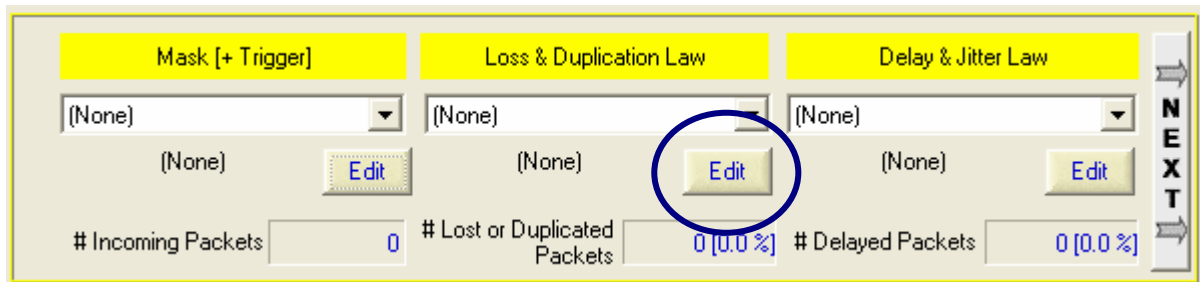 Mask [+ Trigger]
Loss & Duplication Law
Delay & Jitter Law
(None)
(None)
(None)
(None)
Edit
(None)
Edit
(None)
Edit
# Incoming Packets
0
# Lost or Duplicated
Packets
0 [0.0 %]
# Delayed Packets
0 [0.0 %]
NEXT